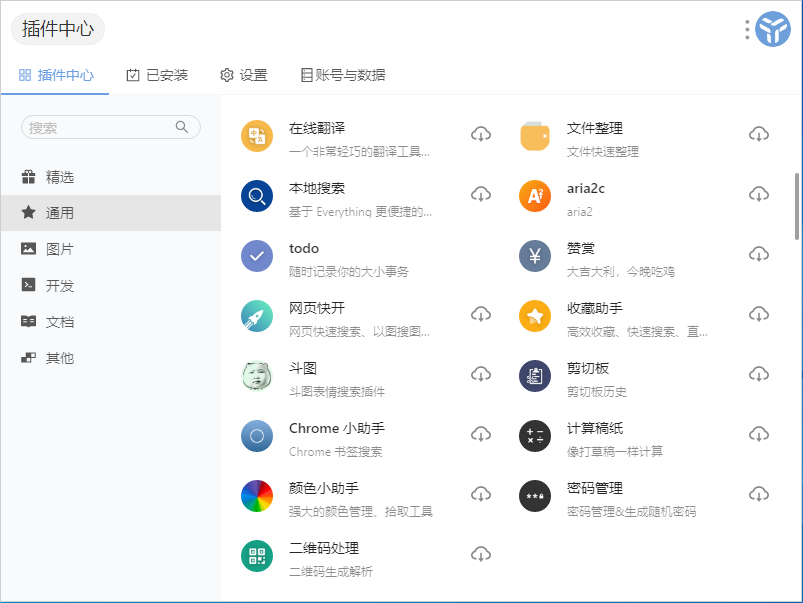 插件中心
插件中心 已安装 设置 账号与数据
搜索
精选
通用
图片
开发
文档
其他
在线翻译
一个非常轻巧的翻译工具...
文件整理
文件快速整理
本地搜索
基于 Everything 更便捷的...
aria2c
aria2
todo
随时记录你的大小事务
赞赏
大吉大利，今晚吃鸡
网页快开
网页快速搜索、以图搜图...
收藏助手
高效收藏、快速搜索、直...
斗图
斗图表情搜索插件
剪切板
剪切板历史
Chrome 小助手
Chrome 书签搜索
计算稿纸
像打草稿一样计算
颜色小助手
强大的颜色管理、拾取工具
密码管理
密码管理&生成随机密码
二维码处理
二维码生成解析